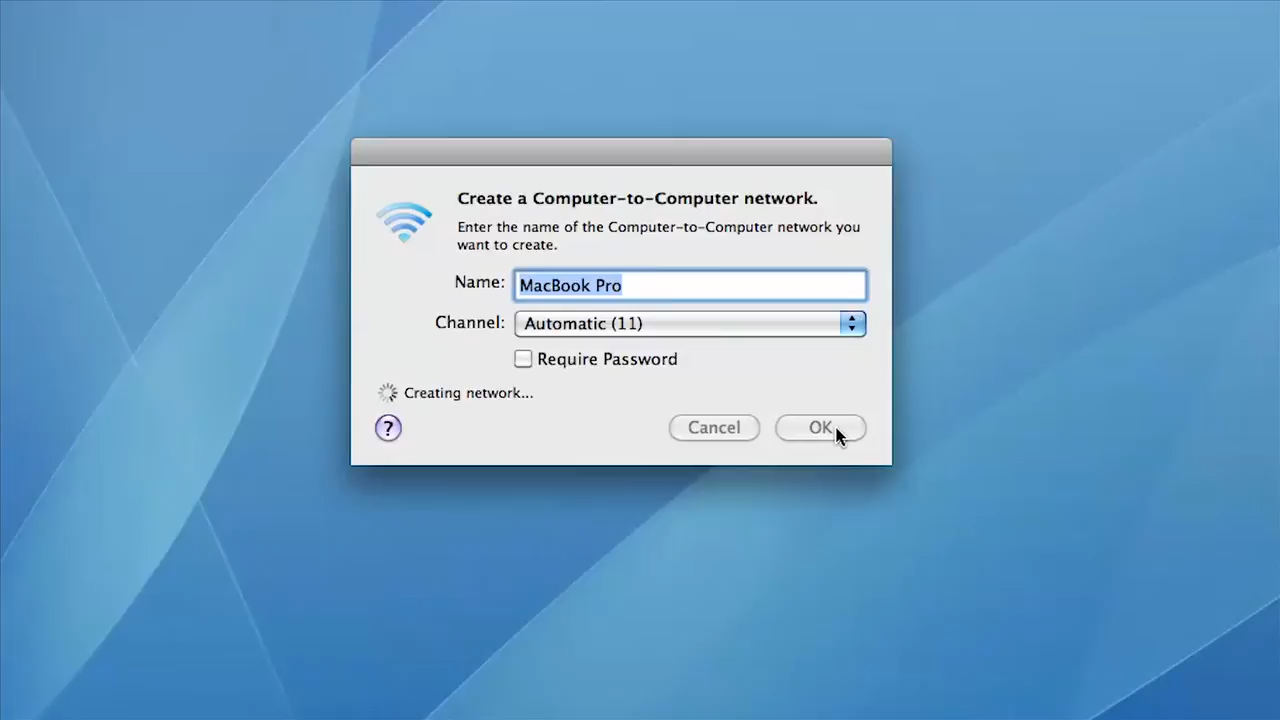 Create a Computer-to-Computer network.
Enter the name of the Computer-to-Computer network you
want to create.
Name: MacBook Pro
Channel: Automatic (11)
Require Password
Creating network...
? Cancel OK